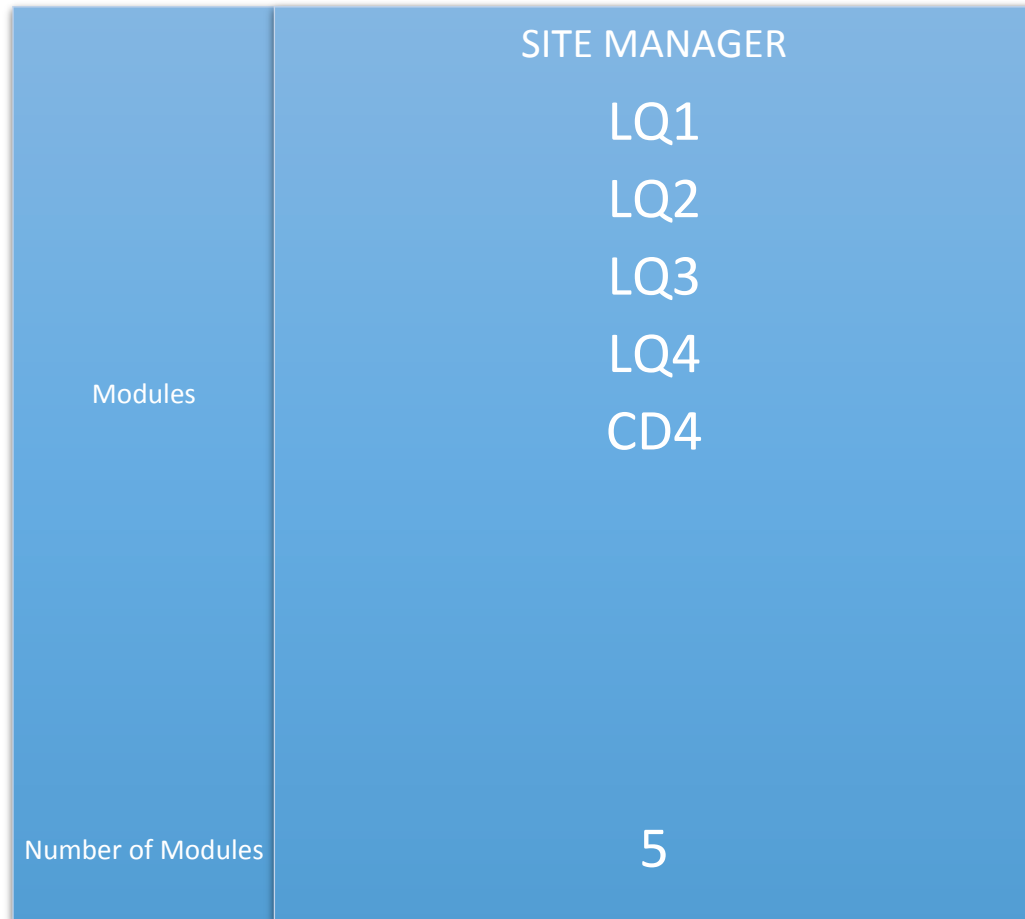 SITE MANAGER
LQ1
LQ2
LQ3
LQ4
Modules
CD4
Number of Modules
5